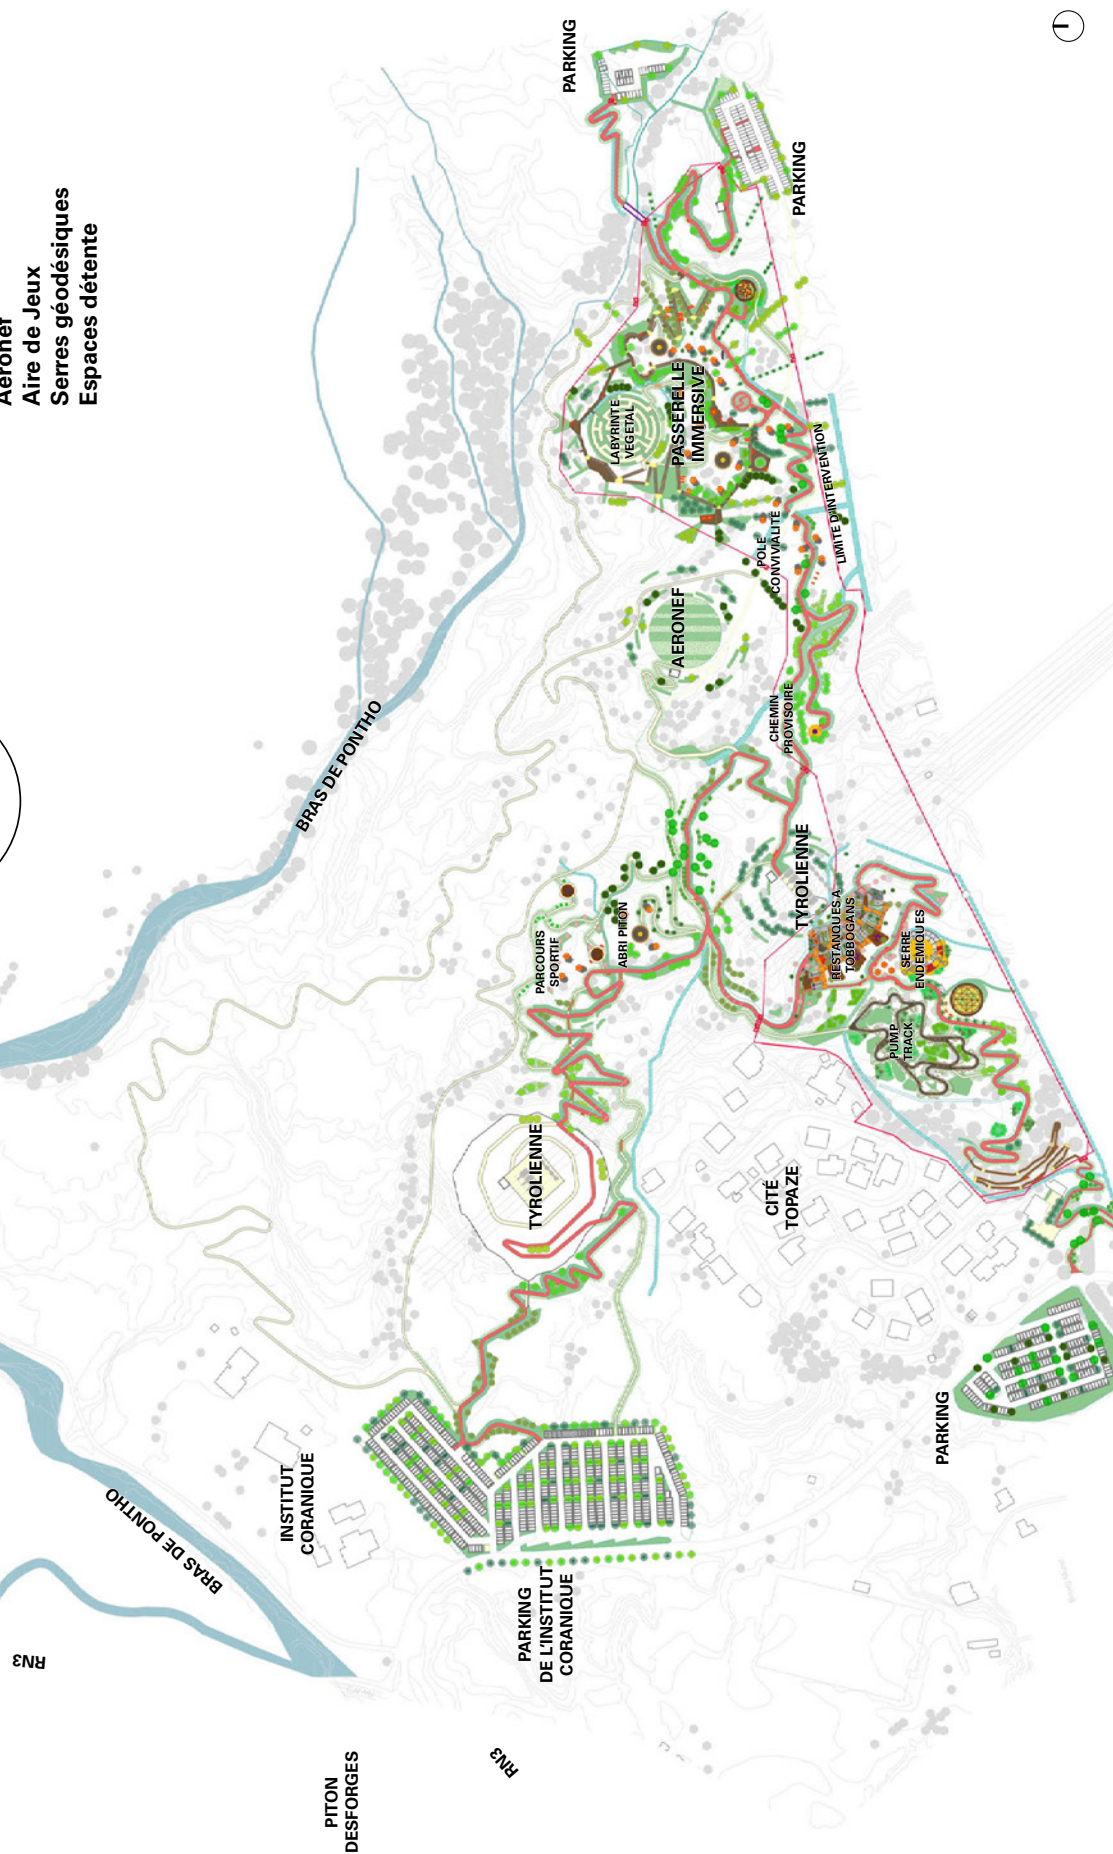 Aéronef
Aire de Jeux
Serres géodésiques
Espaces détente
PARKING
PARKING
LABYRINTE
VEGETAL
PASSERELLE
IMMERSIVE
LIMITE D'INTERVENTION
POLE
CONVIVIALITÉ
AERONEF
CHEMIN
PROVISOIRE
BRAS DE PONTHO
TYROLIENNE
RESTANQUES A
TOBBOGANS
SERRE
ENDEMIQUES
ABRI PITON
PARCOURS
SPORTIF
PUMP
TRACK
TYROLIENNE
CITÉ
TOPAZE
PARKING
INSTITUT
CORANIQUE
BRAS DE PONTHO
PARKING
DE L'INSTITUT
CORANIQUE
RN3
RN3
PITON
DESFORGES